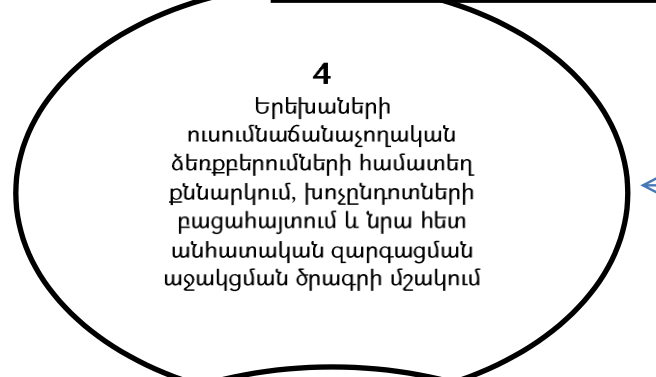 4
Երեխաների
ուսումնաճանաչողական
ձեռքբերումների համատեղ
քննարկում, խոչընդոտների
բացահայտում և նրա հետ
անհատական զարգացման
աջակցման ծրագրի մշակում